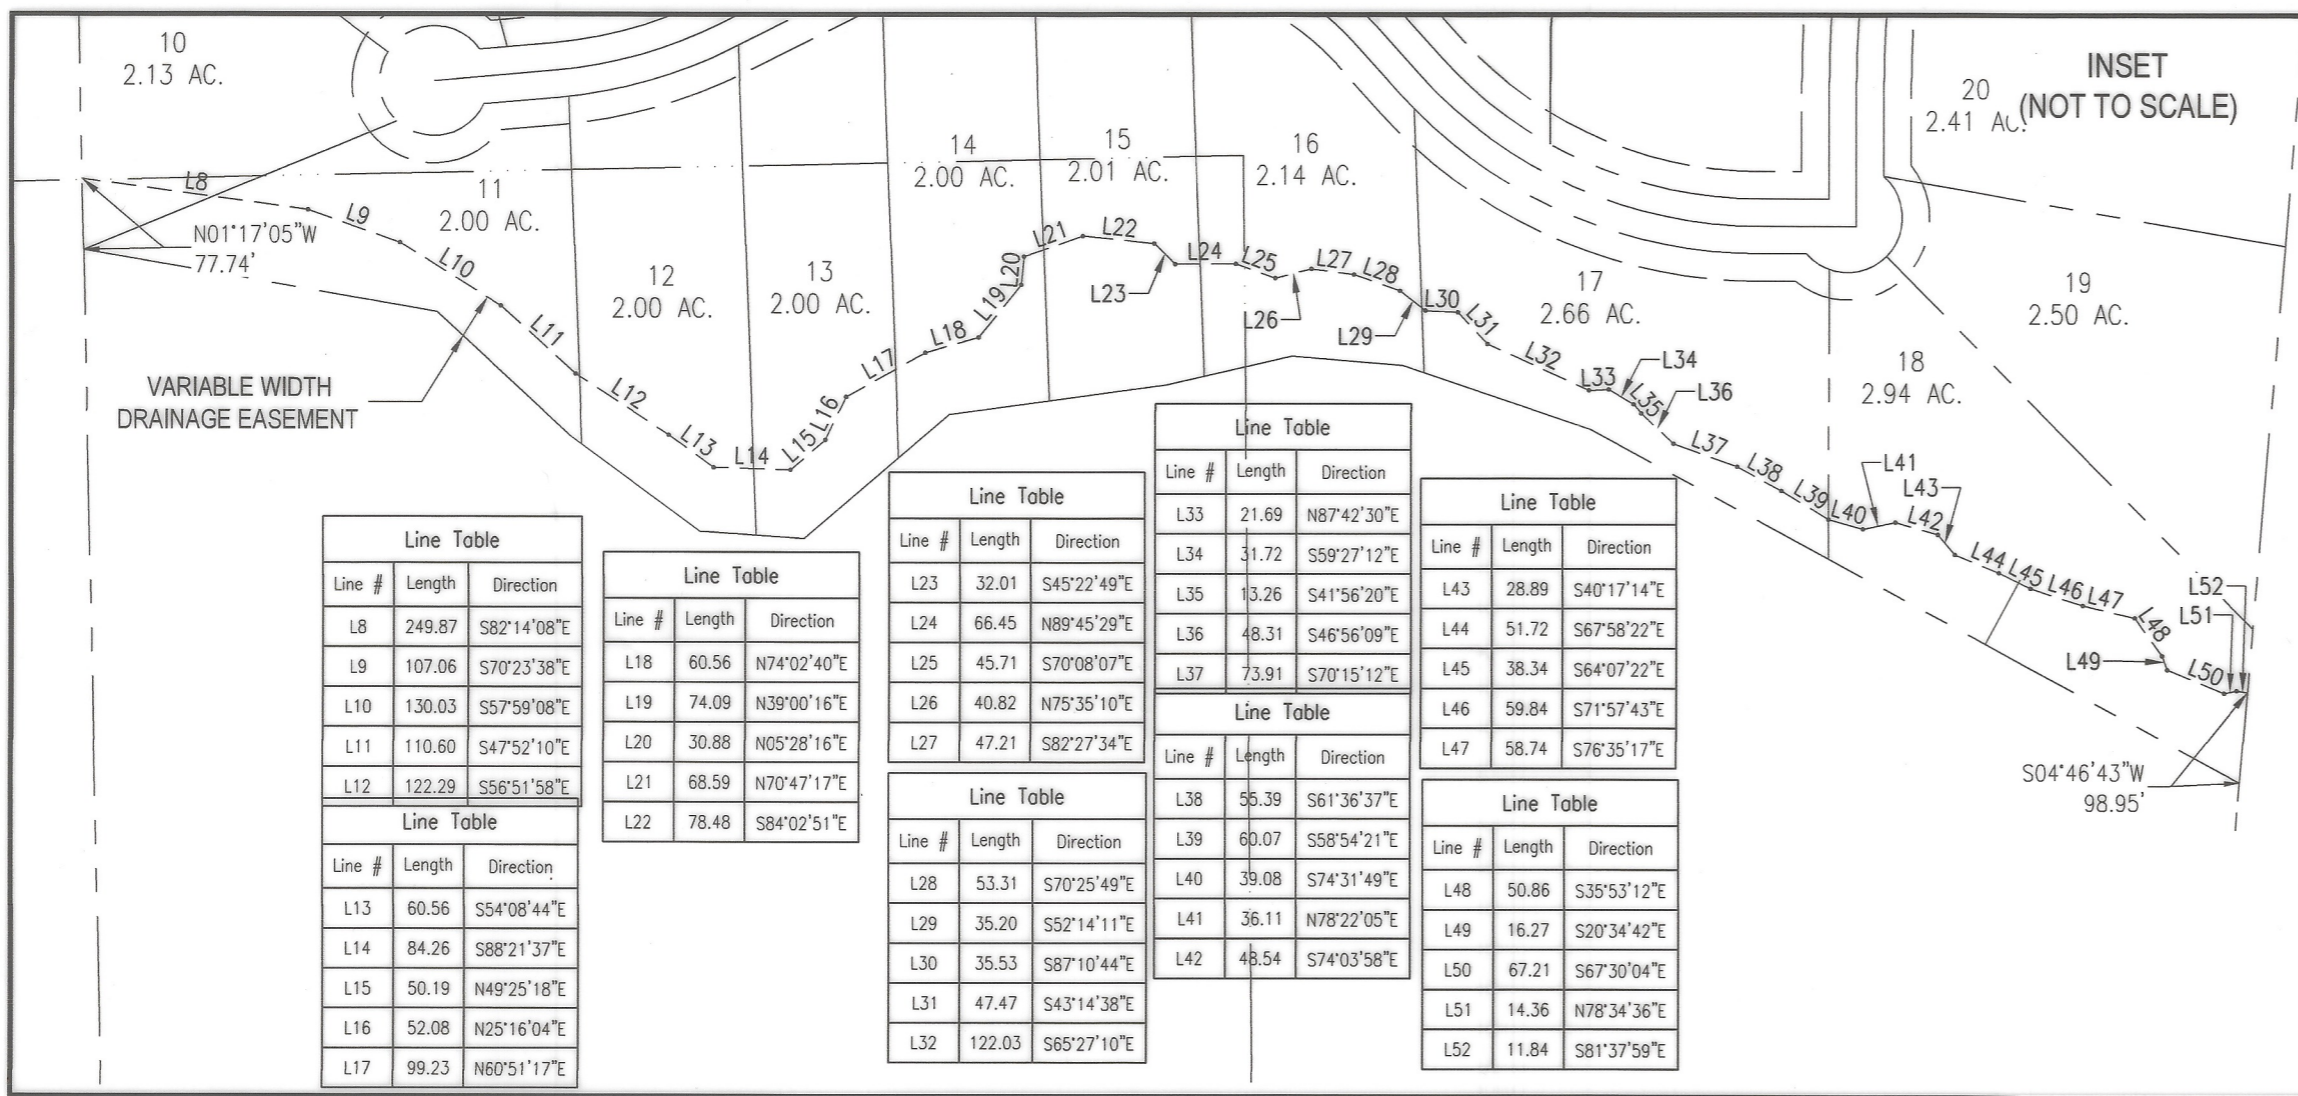 10
2.13 AC.
INSET
(NOT TO SCALE)
20
2.41 AC.
14
2.00 AC.
15
2.01 AC.
16
2.14 AC.
11
2.00 AC.
L8
L9
L10
N01°17'05"W
77.74'
12
2.00 AC.
13
2.00 AC.
L11
L12
L13
L14
L15
L16
L17
L18
L19
L20
L21
L22
L23
L24
L25
L26
L27
L28
L29
L30
L31
17
2.66 AC.
19
2.50 AC.
18
2.94 AC.
L32
L33
L34
L35
L36
L37
L38
L39
L40
L41
L42
L43
L44
L45
L46
L47
L48
L49
L50
L51
L52
VARIABLE WIDTH
DRAINAGE EASEMENT
S04°46'43"W
98.95'
Line Table
Line # Length Direction
L8 249.87 S82°14'08"E
L9 107.06 S70°23'38"E
L10 130.03 S57°59'08"E
L11 110.60 S47°52'10"E
L12 122.29 S56°51'58"E
Line Table
Line # Length Direction
L13 60.56 S54°08'44"E
L14 84.26 S88°21'37"E
L15 50.19 N49°25'18"E
L16 52.08 N25°16'04"E
L17 99.23 N60°51'17"E
Line Table
Line # Length Direction
L18 60.56 N74°02'40"E
L19 74.09 N39°00'16"E
L20 30.88 N05°28'16"E
L21 68.59 N70°47'17"E
L22 78.48 S84°02'51"E
Line Table
Line # Length Direction
L23 32.01 S45°22'49"E
L24 66.45 N89°45'29"E
L25 45.71 S70°08'07"E
L26 40.82 N75°35'10"E
L27 47.21 S82°27'34"E
Line Table
Line # Length Direction
L28 53.31 S70°25'49"E
L29 35.20 S52°14'11"E
L30 35.53 S87°10'44"E
L31 47.47 S43°14'38"E
L32 122.03 S65°27'10"E
Line Table
Line # Length Direction
L33 21.69 N87°42'30"E
L34 31.72 S59°27'12"E
L35 13.26 S41°56'20"E
L36 48.31 S46°56'09"E
L37 73.91 S70°15'12"E
Line Table
Line # Length Direction
L38 55.39 S61°36'37"E
L39 60.07 S58°54'21"E
L40 39.08 S74°31'49"E
L41 36.11 N78°22'05"E
L42 48.54 S74°03'58"E
Line Table
Line # Length Direction
L43 28.89 S40°17'14"E
L44 51.72 S67°58'22"E
L45 38.34 S64°07'22"E
L46 59.84 S71°57'43"E
L47 58.74 S76°35'17"E
Line Table
Line # Length Direction
L48 50.86 S35°53'12"E
L49 16.27 S20°34'42"E
L50 67.21 S67°30'04"E
L51 14.36 N78°34'36"E
L52 11.84 S81°37'59"E